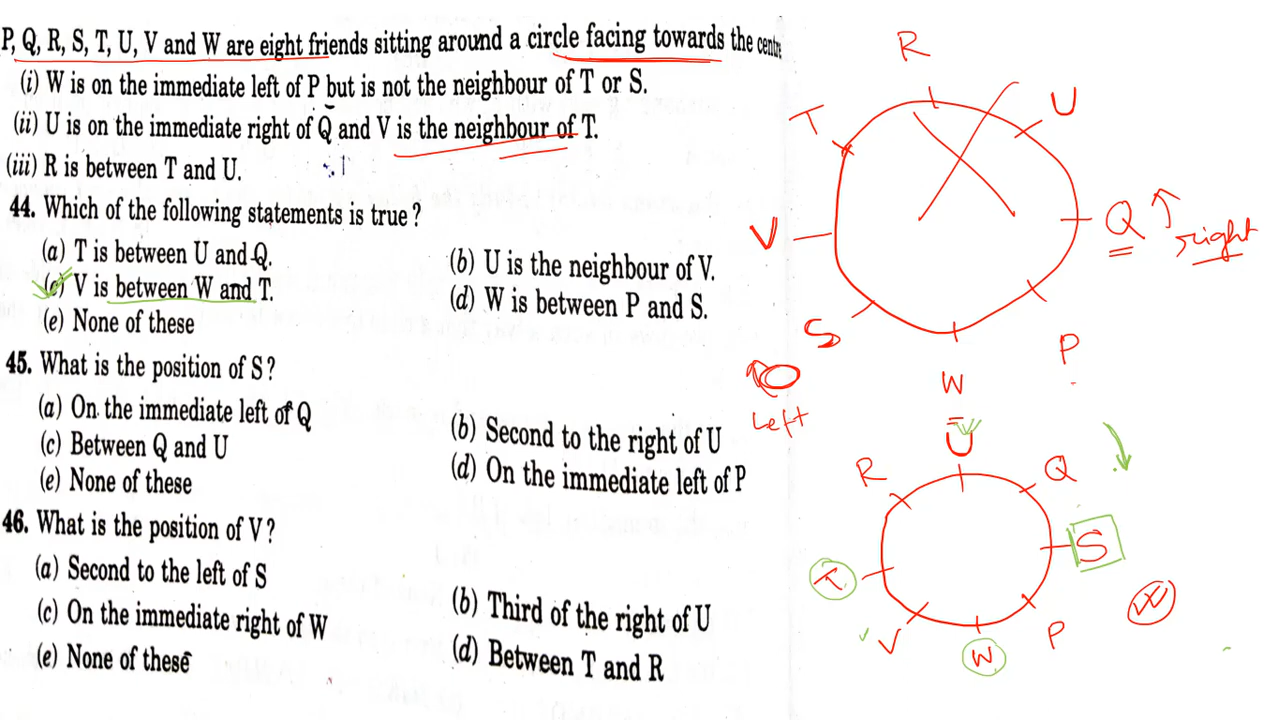 P, Q, R, S, T, U, V and W are eight friends sitting around a circle facing towards the centre
(i) W is on the immediate left of P but is not the neighbour of T or S.
(ii) U is on the immediate right of Q and V is the neighbour of T.
(iii) R is between T and U.
44. Which of the following statements is true?
(a) T is between U and Q.
(b) U is the neighbour of V.
(c) V is between W and T.
(d) W is between P and S.
(e) None of these
45. What is the position of S?
(a) On the immediate left of Q
(b) Second to the right of U
(c) Between Q and U
(d) On the immediate left of P
(e) None of these
46. What is the position of V?
(a) Second to the left of S
(b) Third of the right of U
(c) On the immediate right of W
(d) Between T and R
(e) None of these
R
U
T
Q
right
V
S
P
W
Left
U
R
Q
S
T
W
V
P
W